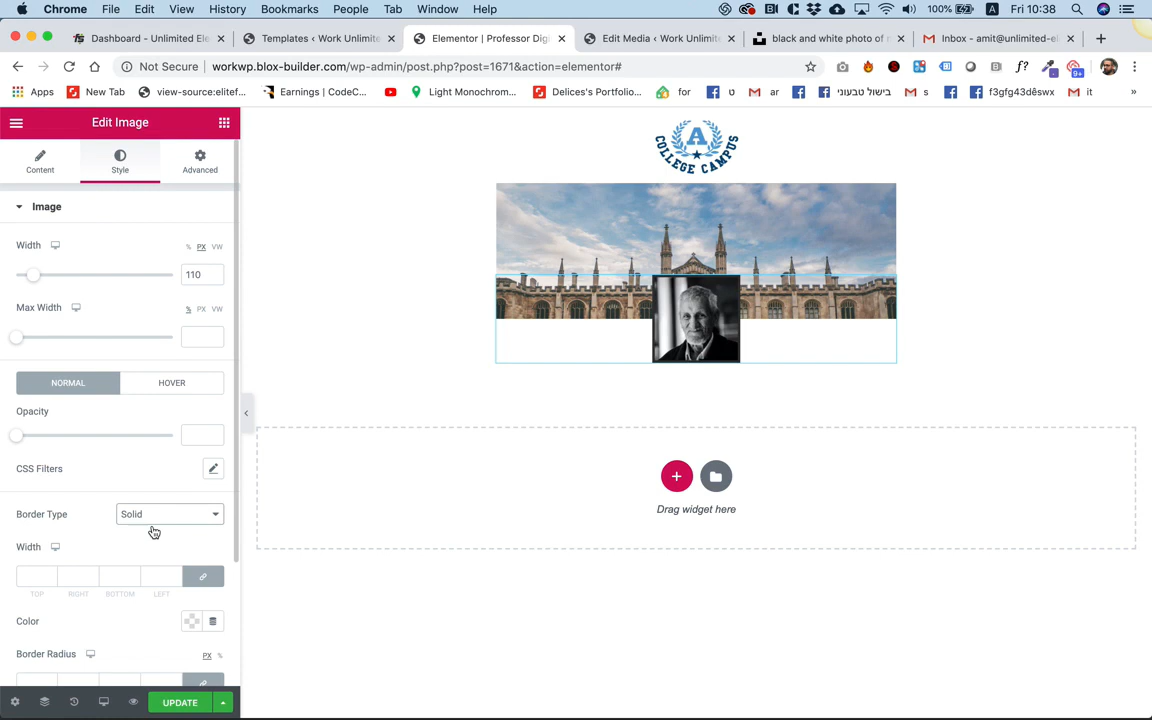 Chrome File Edit View History Bookmarks People Tab Window Help 100% A Fri 10:38
Dashboard - Unlimited Ele × Templates ‹ Work Unlimite × Elementor | Professor Digi × Edit Media ‹ Work Unlimite × black and white photo of m × Inbox - amit@unlimited-el ×
Not Secure workwp.blox-builder.com/wp-admin/post.php?post=1671&action=elementor#
Apps New Tab view-source:elitef... Earnings | CodeC... Light Monochrom... Delices's Portfolio... for ט ar בישול טבעוני s f3gfg43dêswx it »
Edit Image
Content Style Advanced
Image
Width % PX VW
110
Max Width % PX VW
NORMAL HOVER
Opacity
CSS Filters
Border Type Solid
Width
TOP RIGHT BOTTOM LEFT
Color
Border Radius PX %
UPDATE
A
COLLEGE CAMPUS
Drag widget here